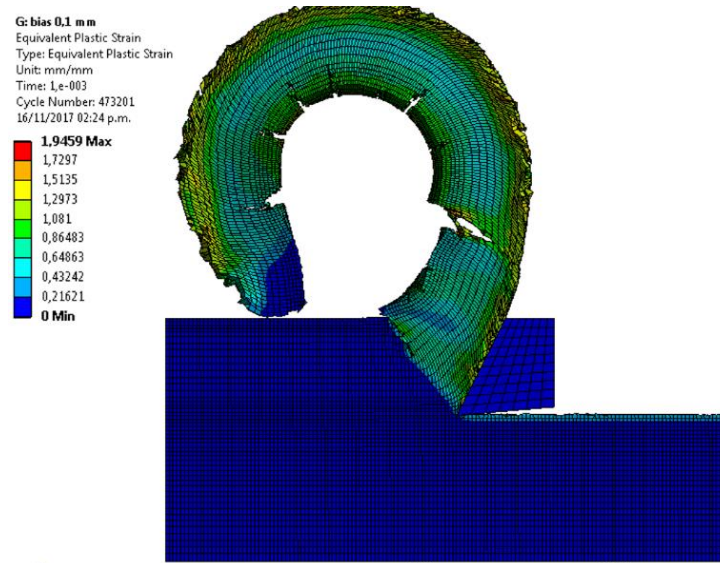 G: bias 0,1 mm
Equivalent Plastic Strain
Type: Equivalent Plastic Strain
Unit: mm/mm
Time: 1,e-003
Cycle Number: 473201
16/11/2017 02:24 p.m.
1,9459 Max
1,7297
1,5135
1,2973
1,081
0,86483
0,64863
0,43242
0,21621
0 Min